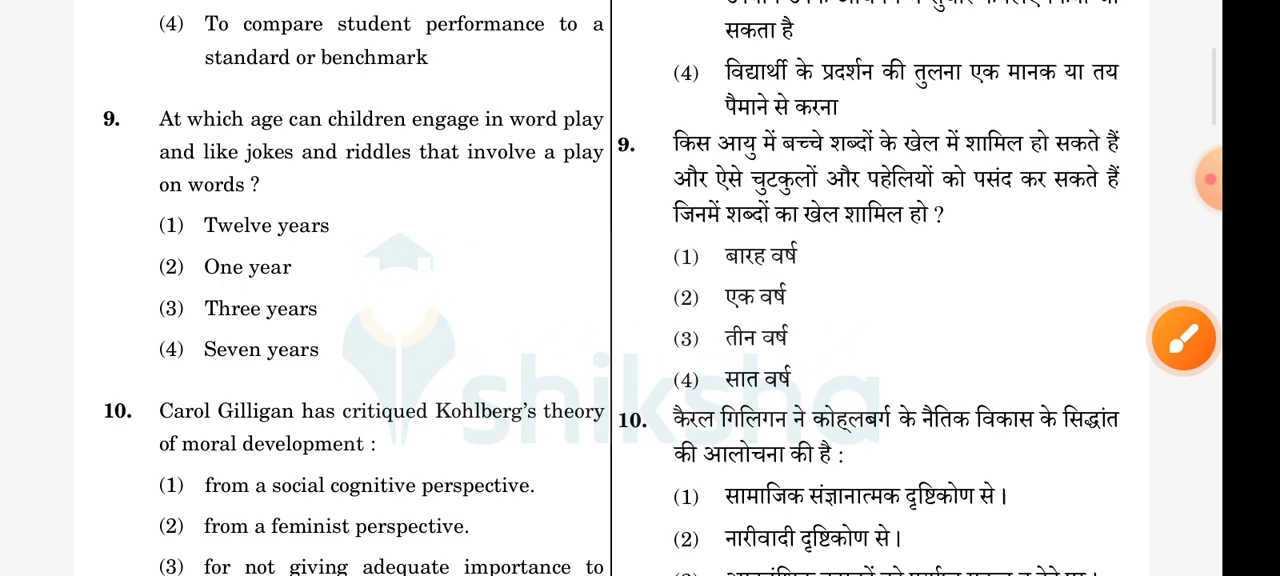 (4) To compare student performance to a
standard or benchmark
9. At which age can children engage in word play
and like jokes and riddles that involve a play
on words ?
(1) Twelve years
(2) One year
(3) Three years
(4) Seven years
10. Carol Gilligan has critiqued Kohlberg's theory
of moral development :
(1) from a social cognitive perspective.
(2) from a feminist perspective.
(3) for not giving adequate importance to
सकता है
(4) विद्यार्थी के प्रदर्शन की तुलना एक मानक या तय
पैमाने से करना
9. किस आयु में बच्चे शब्दों के खेल में शामिल हो सकते हैं
और ऐसे चुटकुलों और पहेलियों को पसंद कर सकते हैं
जिनमें शब्दों का खेल शामिल हो ?
(1) बारह वर्ष
(2) एक वर्ष
(3) तीन वर्ष
(4) सात वर्ष
10. कैरल गिलिगन ने कोह्लबर्ग के नैतिक विकास के सिद्धांत
की आलोचना की है :
(1) सामाजिक संज्ञानात्मक दृष्टिकोण से।
(2) नारीवादी दृष्टिकोण से।
shiksha